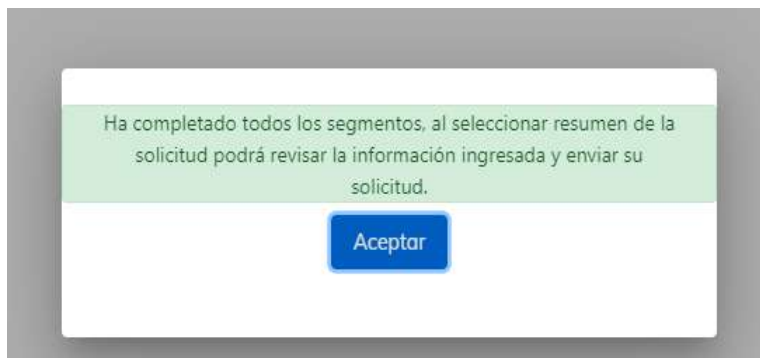 Ha completado todos los segmentos, al seleccionar resumen de la
solicitud podrá revisar la información ingresada y enviar su
solicitud.
Aceptar